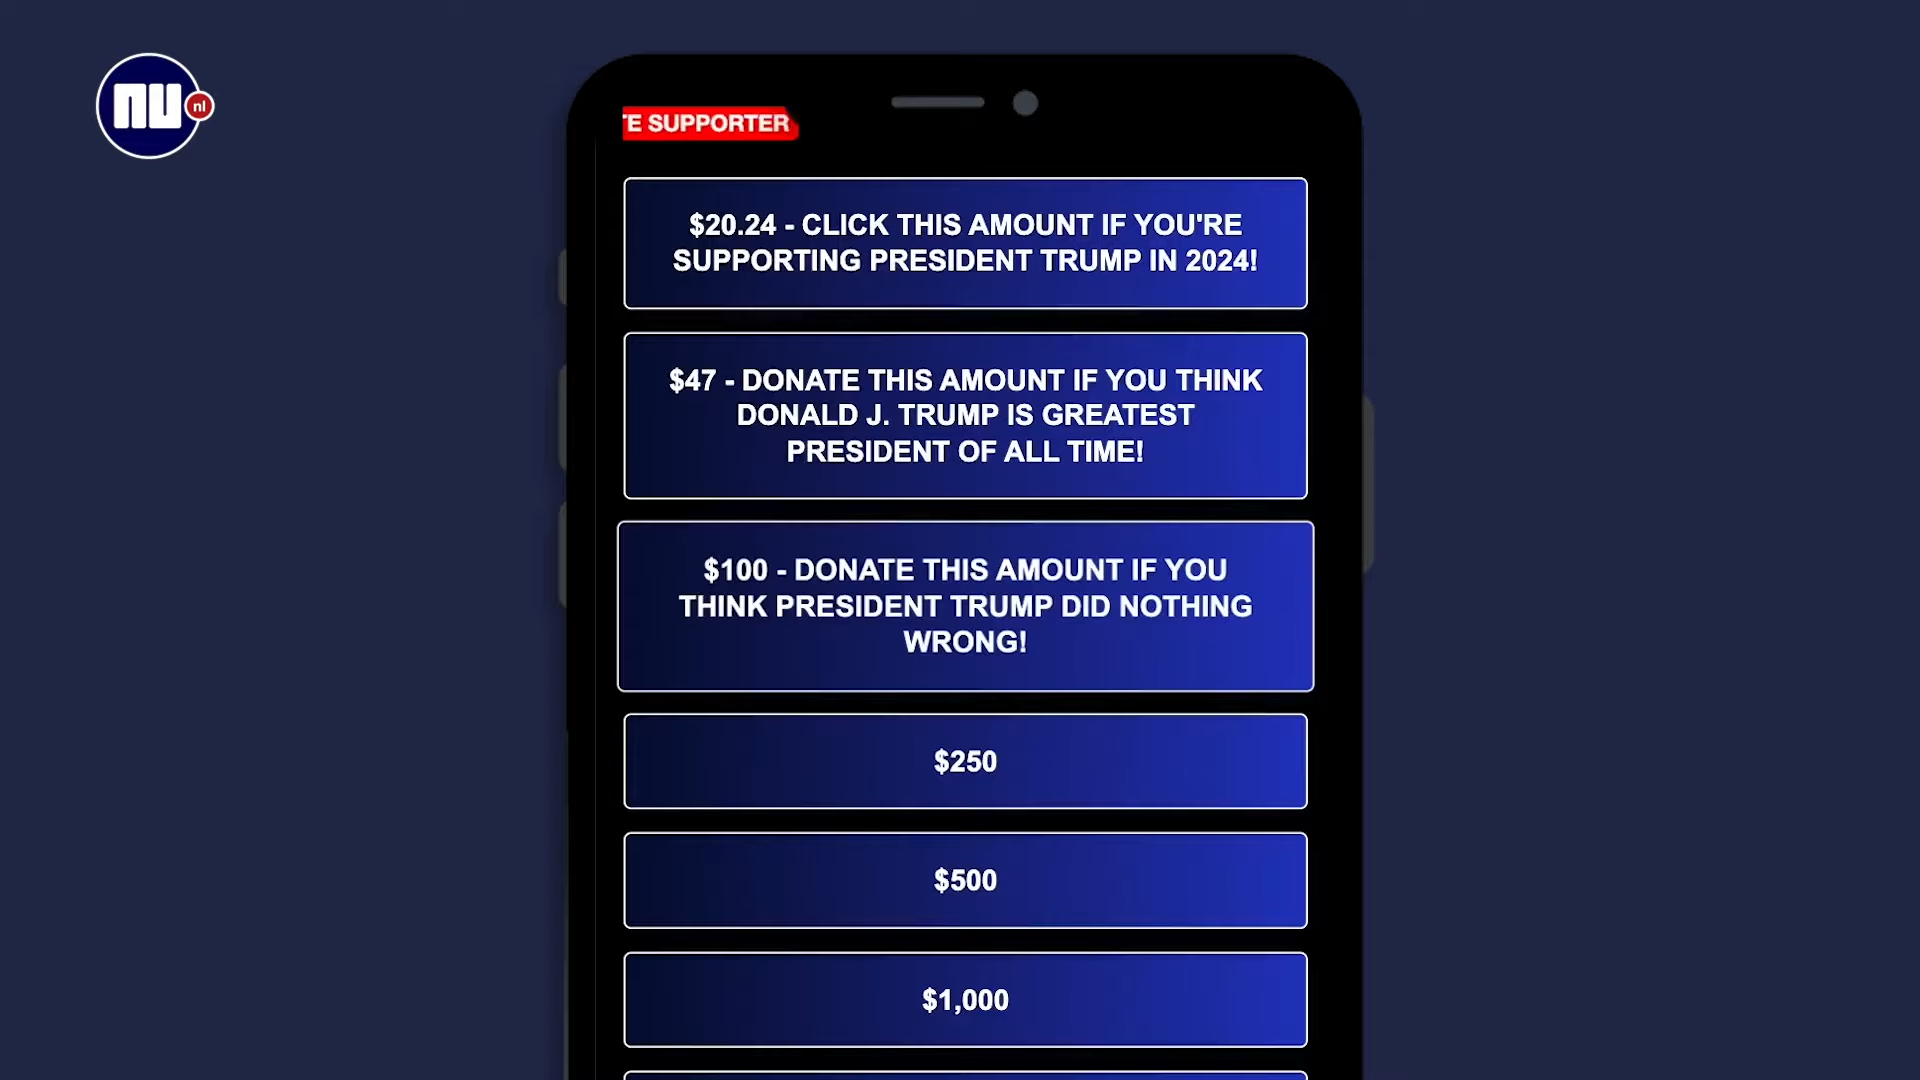 nu
nl
TE SUPPORTER
$20.24 - CLICK THIS AMOUNT IF YOU'RE
SUPPORTING PRESIDENT TRUMP IN 2024!
$47 - DONATE THIS AMOUNT IF YOU THINK
DONALD J. TRUMP IS GREATEST
PRESIDENT OF ALL TIME!
$100 - DONATE THIS AMOUNT IF YOU
THINK PRESIDENT TRUMP DID NOTHING
WRONG!
$250
$500
$1,000